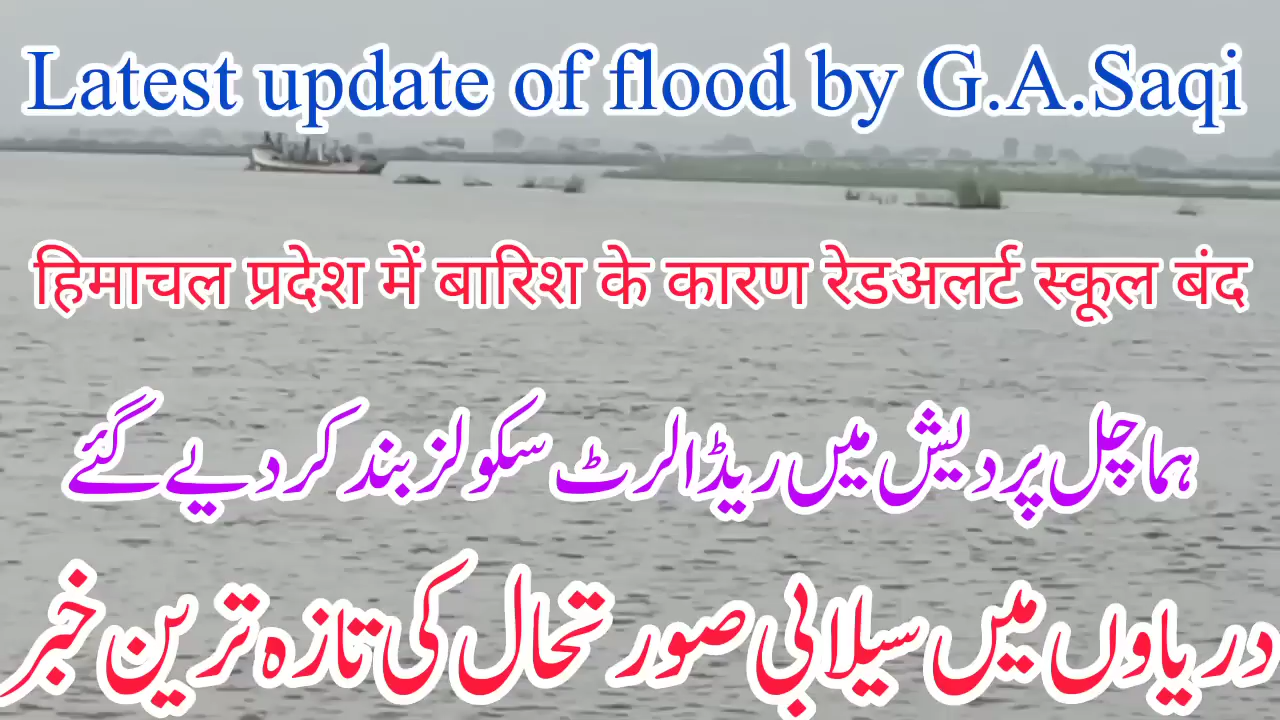 Latest update of flood by G.A.Saqi
हिमाचल प्रदेश में बारिश के कारण रेडअलर्ट स्कूल बंद
ہماچل پردیش میں ریڈ الرٹ سکولز بند کر دیے گئے
دریاوں میں سیلابی صورتحال کی تازہ ترین خبر